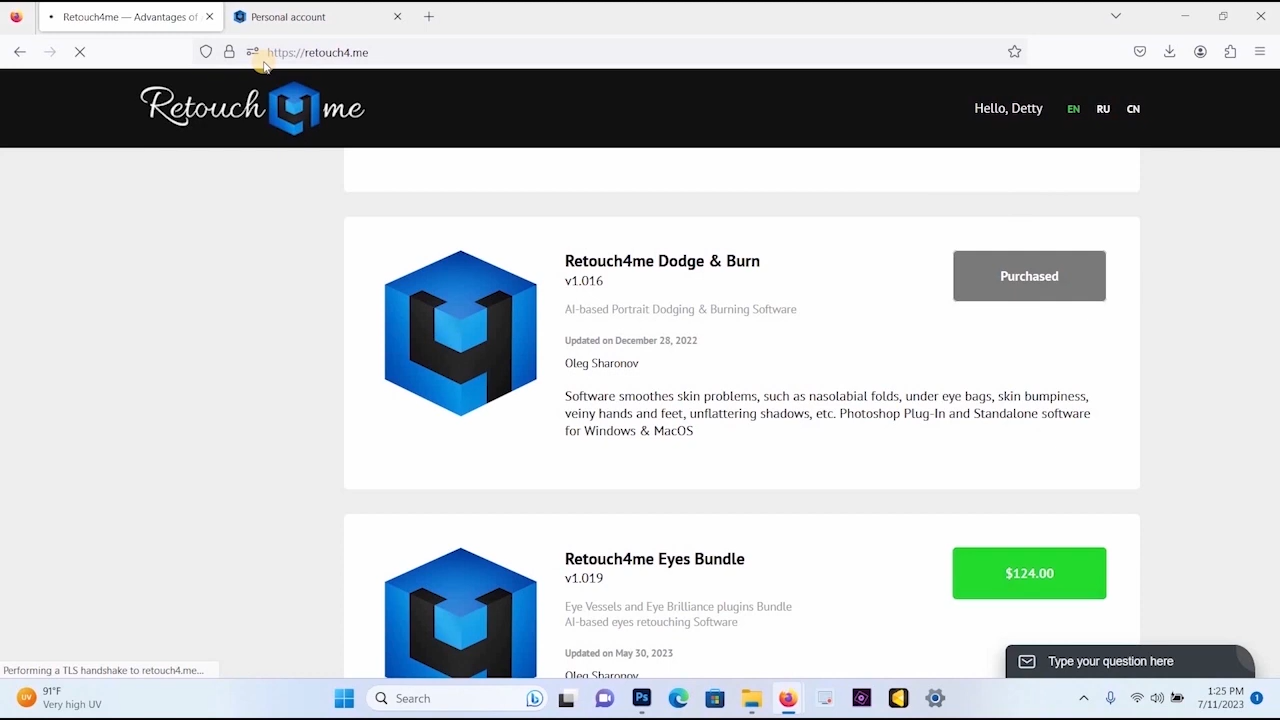 Retouch4me — Advantages of
Personal account
https://retouch4.me
Retouch4me
Hello, Detty
EN
RU
CN
Retouch4me Dodge & Burn
v1.016
Purchased
AI-based Portrait Dodging & Burning Software
Updated on December 28, 2022
Oleg Sharonov
Software smoothes skin problems, such as nasolabial folds, under eye bags, skin bumpiness,
veiny hands and feet, unflattering shadows, etc. Photoshop Plug-In and Standalone software
for Windows & MacOS
Retouch4me Eyes Bundle
v1.019
$124.00
Eye Vessels and Eye Brilliance plugins Bundle
AI-based eyes retouching Software
Updated on May 30, 2023
Oleg Sharonov
Type your question here
Performing a TLS handshake to retouch4.me...
UV
91°F
Very high UV
Search
Ps
1:25 PM
7/11/2023
1